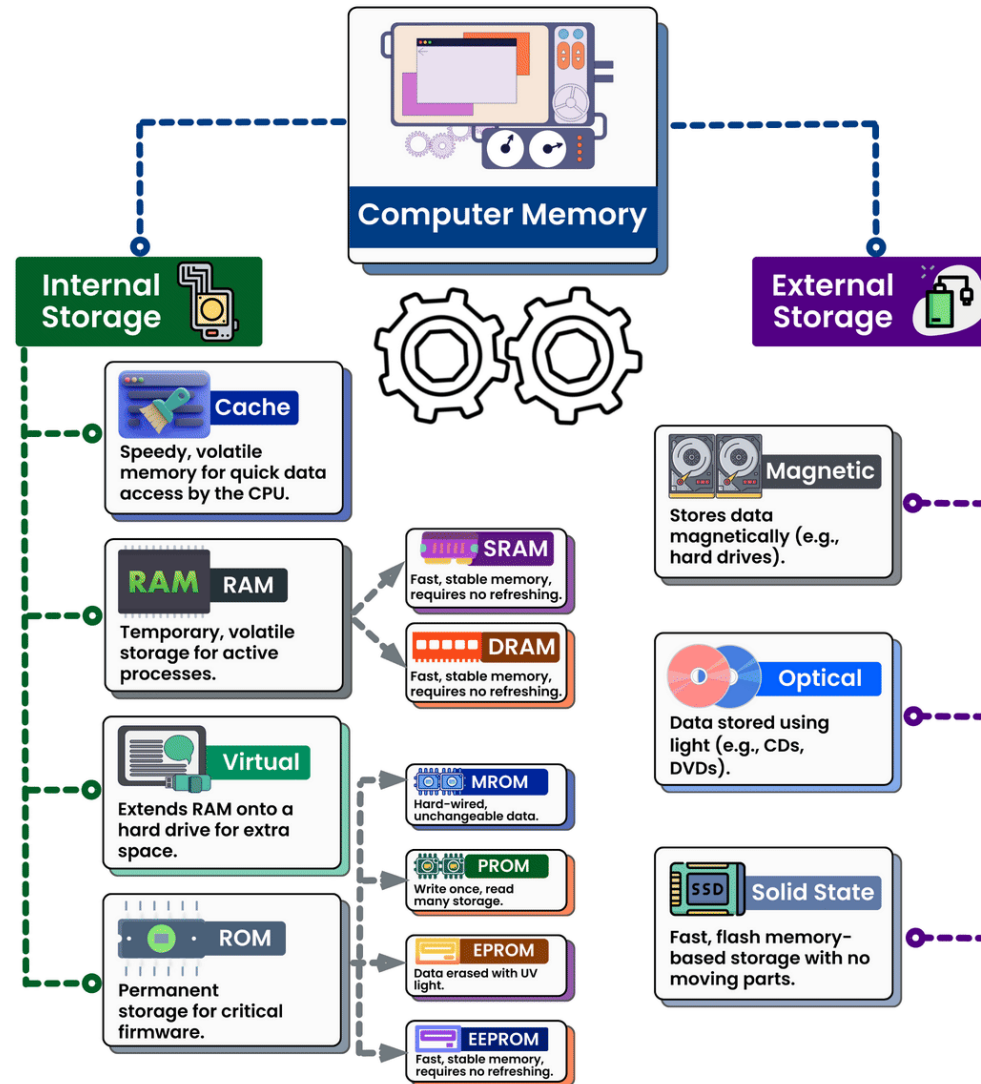 Computer Memory
Internal
Storage
External
Storage
Cache
Speedy, volatile
memory for quick data
access by the CPU.
RAM
RAM
Temporary, volatile
storage for active
processes.
SRAM
Fast, stable memory,
requires no refreshing.
DRAM
Fast, stable memory,
requires no refreshing.
Virtual
Extends RAM onto a
hard drive for extra
space.
ROM
Permanent
storage for critical
firmware.
MROM
Hard-wired,
unchangeable data.
PROM
Write once, read
many storage.
EPROM
Data erased with UV
light.
EEPROM
Fast, stable memory,
requires no refreshing.
Magnetic
Stores data
magnetically (e.g.,
hard drives).
Optical
Data stored using
light (e.g., CDs,
DVDs).
SSD
Solid State
Fast, flash memory-
based storage with no
moving parts.